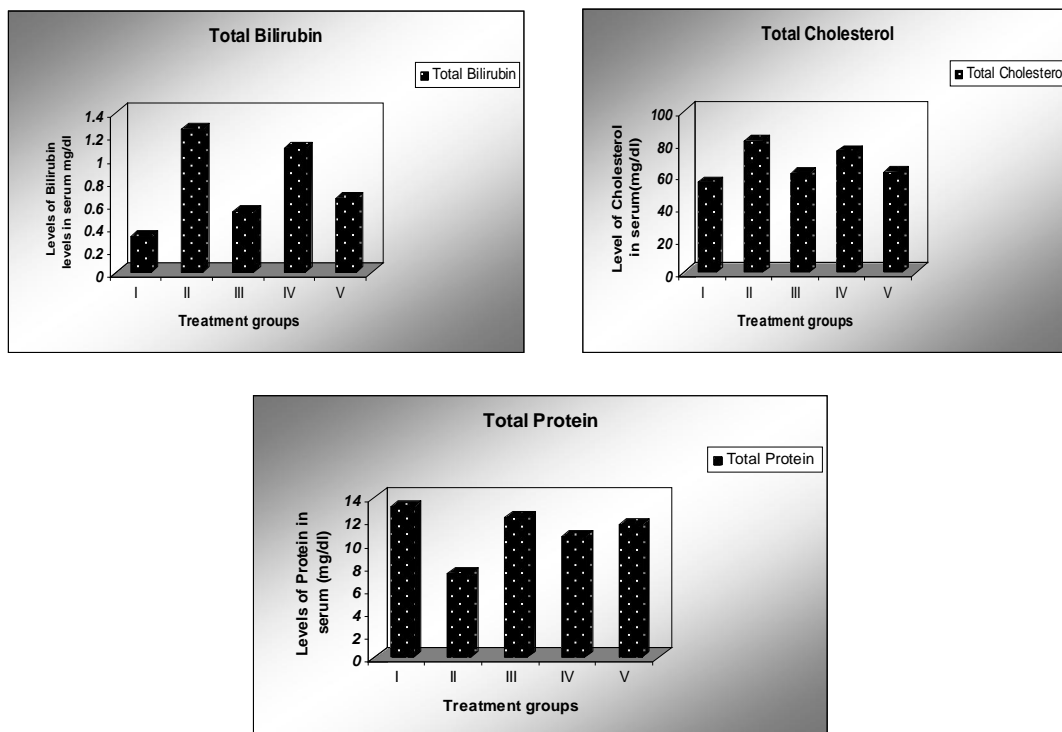 Total Bilirubin
Total Bilirubin
Levels of Bilirubin
levels in serum mg/dl
1.4
1.2
1
0.8
0.6
0.4
0.2
0
I II III IV V
Treatment groups
Total Cholesterol
Total Cholesterol
Level of Cholesterol
in serum(mg/dl)
100
80
60
40
20
0
I II III IV V
Treatment groups
Total Protein
Total Protein
Levels of Protein in
serum (mg/dl)
14
12
10
8
6
4
2
0
I II III IV V
Treatment groups